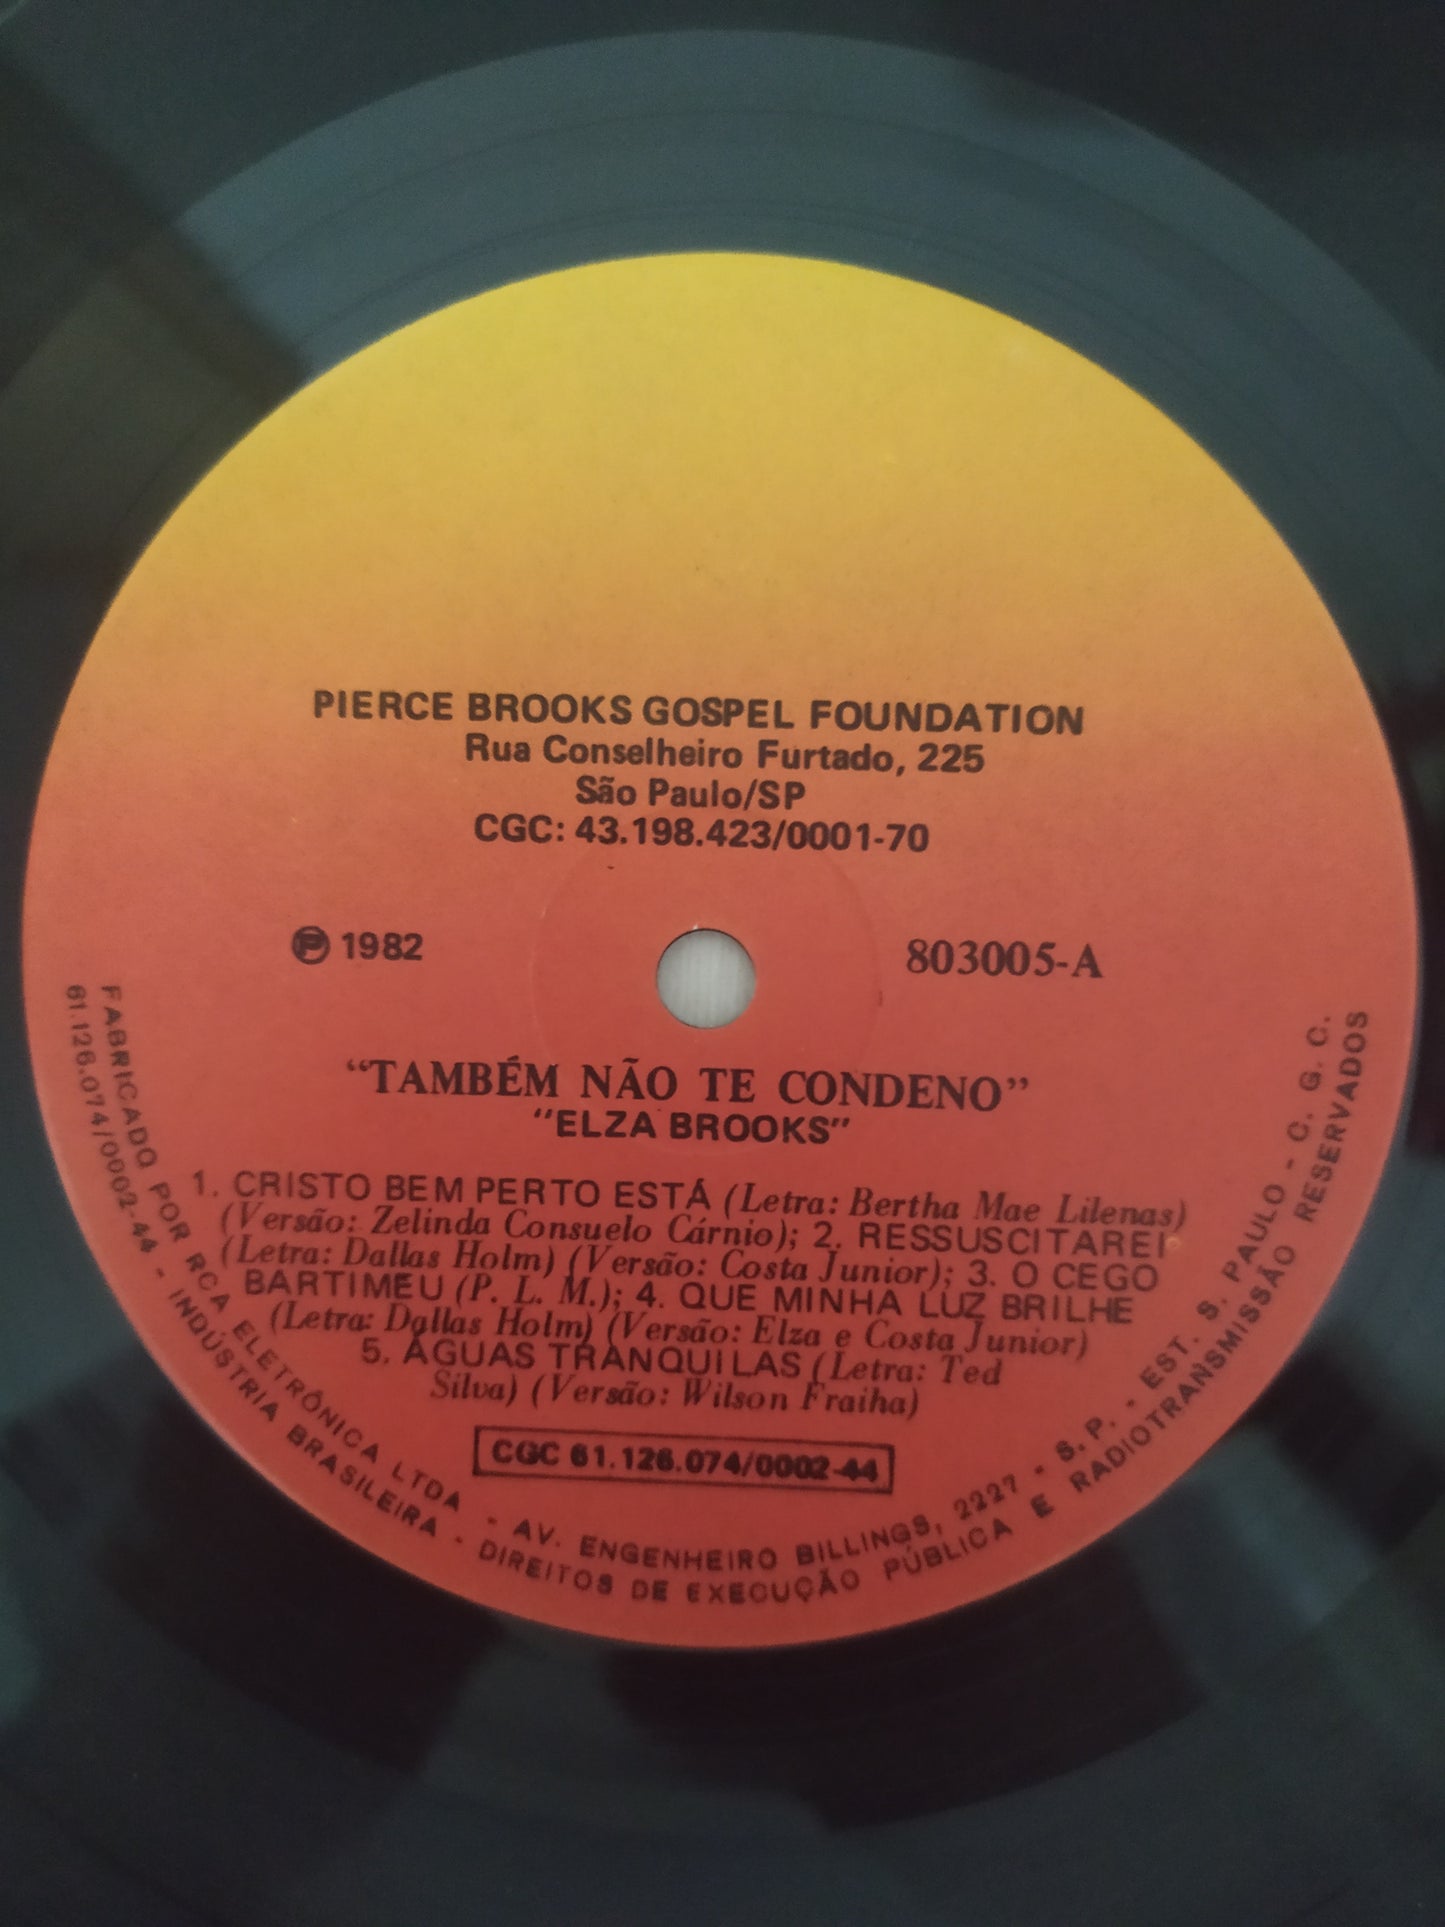 PIERCE BROOKS GOSPEL FOUNDATION
Rua Conselheiro Furtado, 225
São Paulo/SP
CGC: 43.198.423/0001-70
Ⓟ 1982
803005-A
"TAMBÉM NÃO TE CONDENO"
"ELZA BROOKS"
1. CRISTO BEM PERTO ESTÁ (Letra: Bertha Mae Lilenas)
(Versão: Zelinda Consuelo Cárnio); 2. RESSUSCITAREI
(Letra: Dallas Holm) (Versão: Costa Junior); 3. O CEGO
BARTIMEU (P. L. M.); 4. QUE MINHA LUZ BRILHE
(Letra: Dallas Holm) (Versão: Elza e Costa Junior)
5. ÁGUAS TRANQUILAS (Letra: Ted
Silva) (Versão: Wilson Fraiha)
CGC 61.126.074/0002-44
FABRICADO POR RCA ELETRÔNICA LTDA - AV. ENGENHEIRO BILLINGS, 2227 - S.P. - EST. S. PAULO - C. G. C.
61.126.074/0002-44 - INDÚSTRIA BRASILEIRA - DIREITOS DE EXECUÇÃO PÚBLICA E RADIOTRANSMISSÃO RESERVADOS